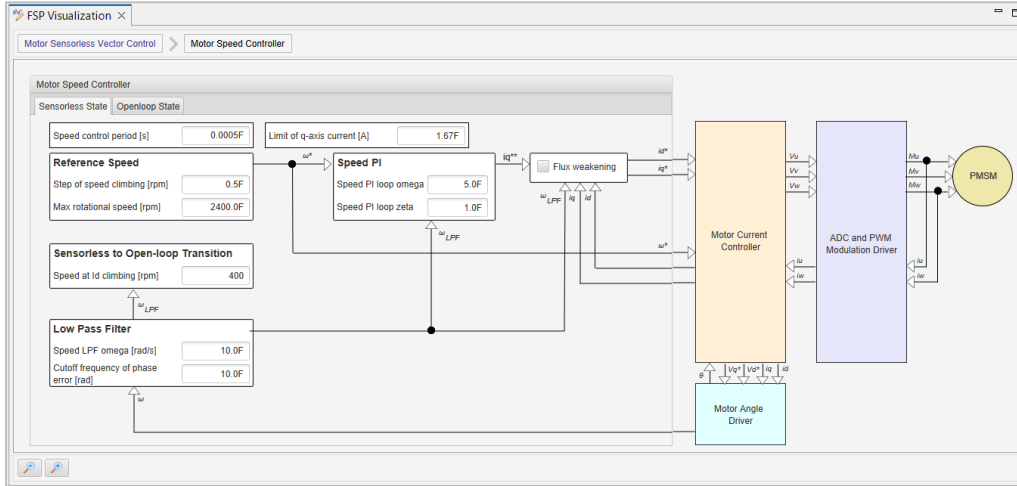 FSP Visualization
Motor Sensorless Vector Control
Motor Speed Controller
Motor Speed Controller
Sensorless State
Openloop State
Speed control period [s]
0.0005F
Limit of q-axis current [A]
1.67F
Reference Speed
Step of speed climbing [rpm]
0.5F
Max rotational speed [rpm]
2400.0F
ω*
Speed PI
Speed PI loop omega
5.0F
Speed PI loop zeta
1.0F
iq**
Flux weakening
id*
iq*
ω LPF
iq
id
ω LPF
ω*
Sensorless to Open-loop Transition
Speed at Id climbing [rpm]
400
ω LPF
Low Pass Filter
Speed LPF omega [rad/s]
10.0F
Cutoff frequency of phase
error [rad]
10.0F
ω
Motor Current
Controller
Vu
Vv
Vw
iu
iw
ADC and PWM
Modulation Driver
Mu
Mv
Mw
iu
iw
PMSM
θ
Vq*
Vd*
iq
id
Motor Angle
Driver